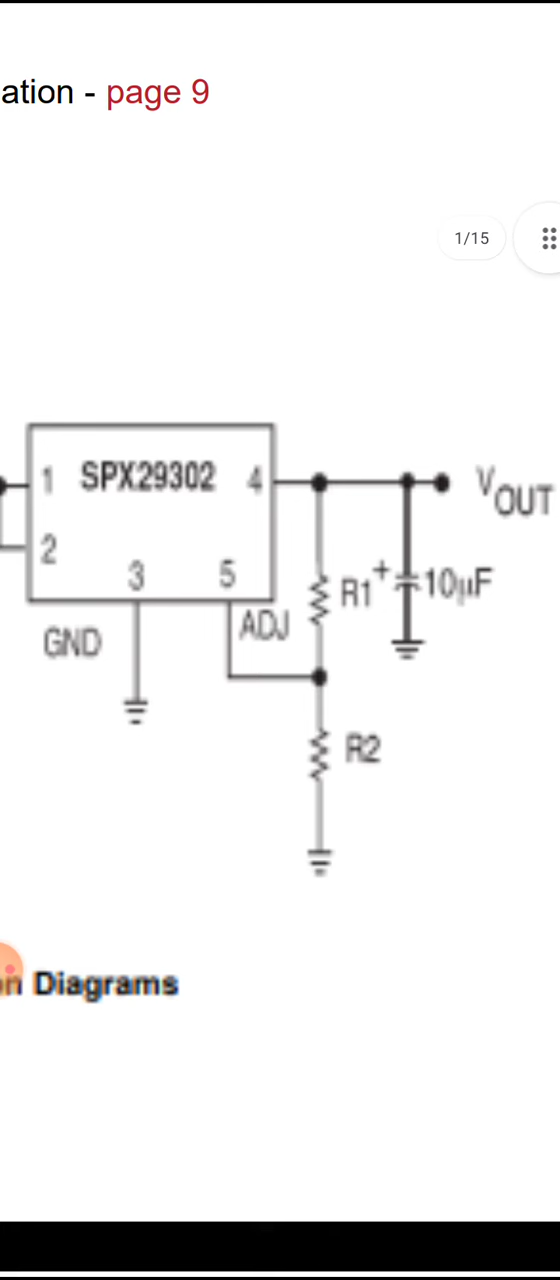 ation - page 9
1/15
1 SPX29302 4
VOUT
2
3 5
R1 + 10µF
GND
ADJ
R2
n Diagrams